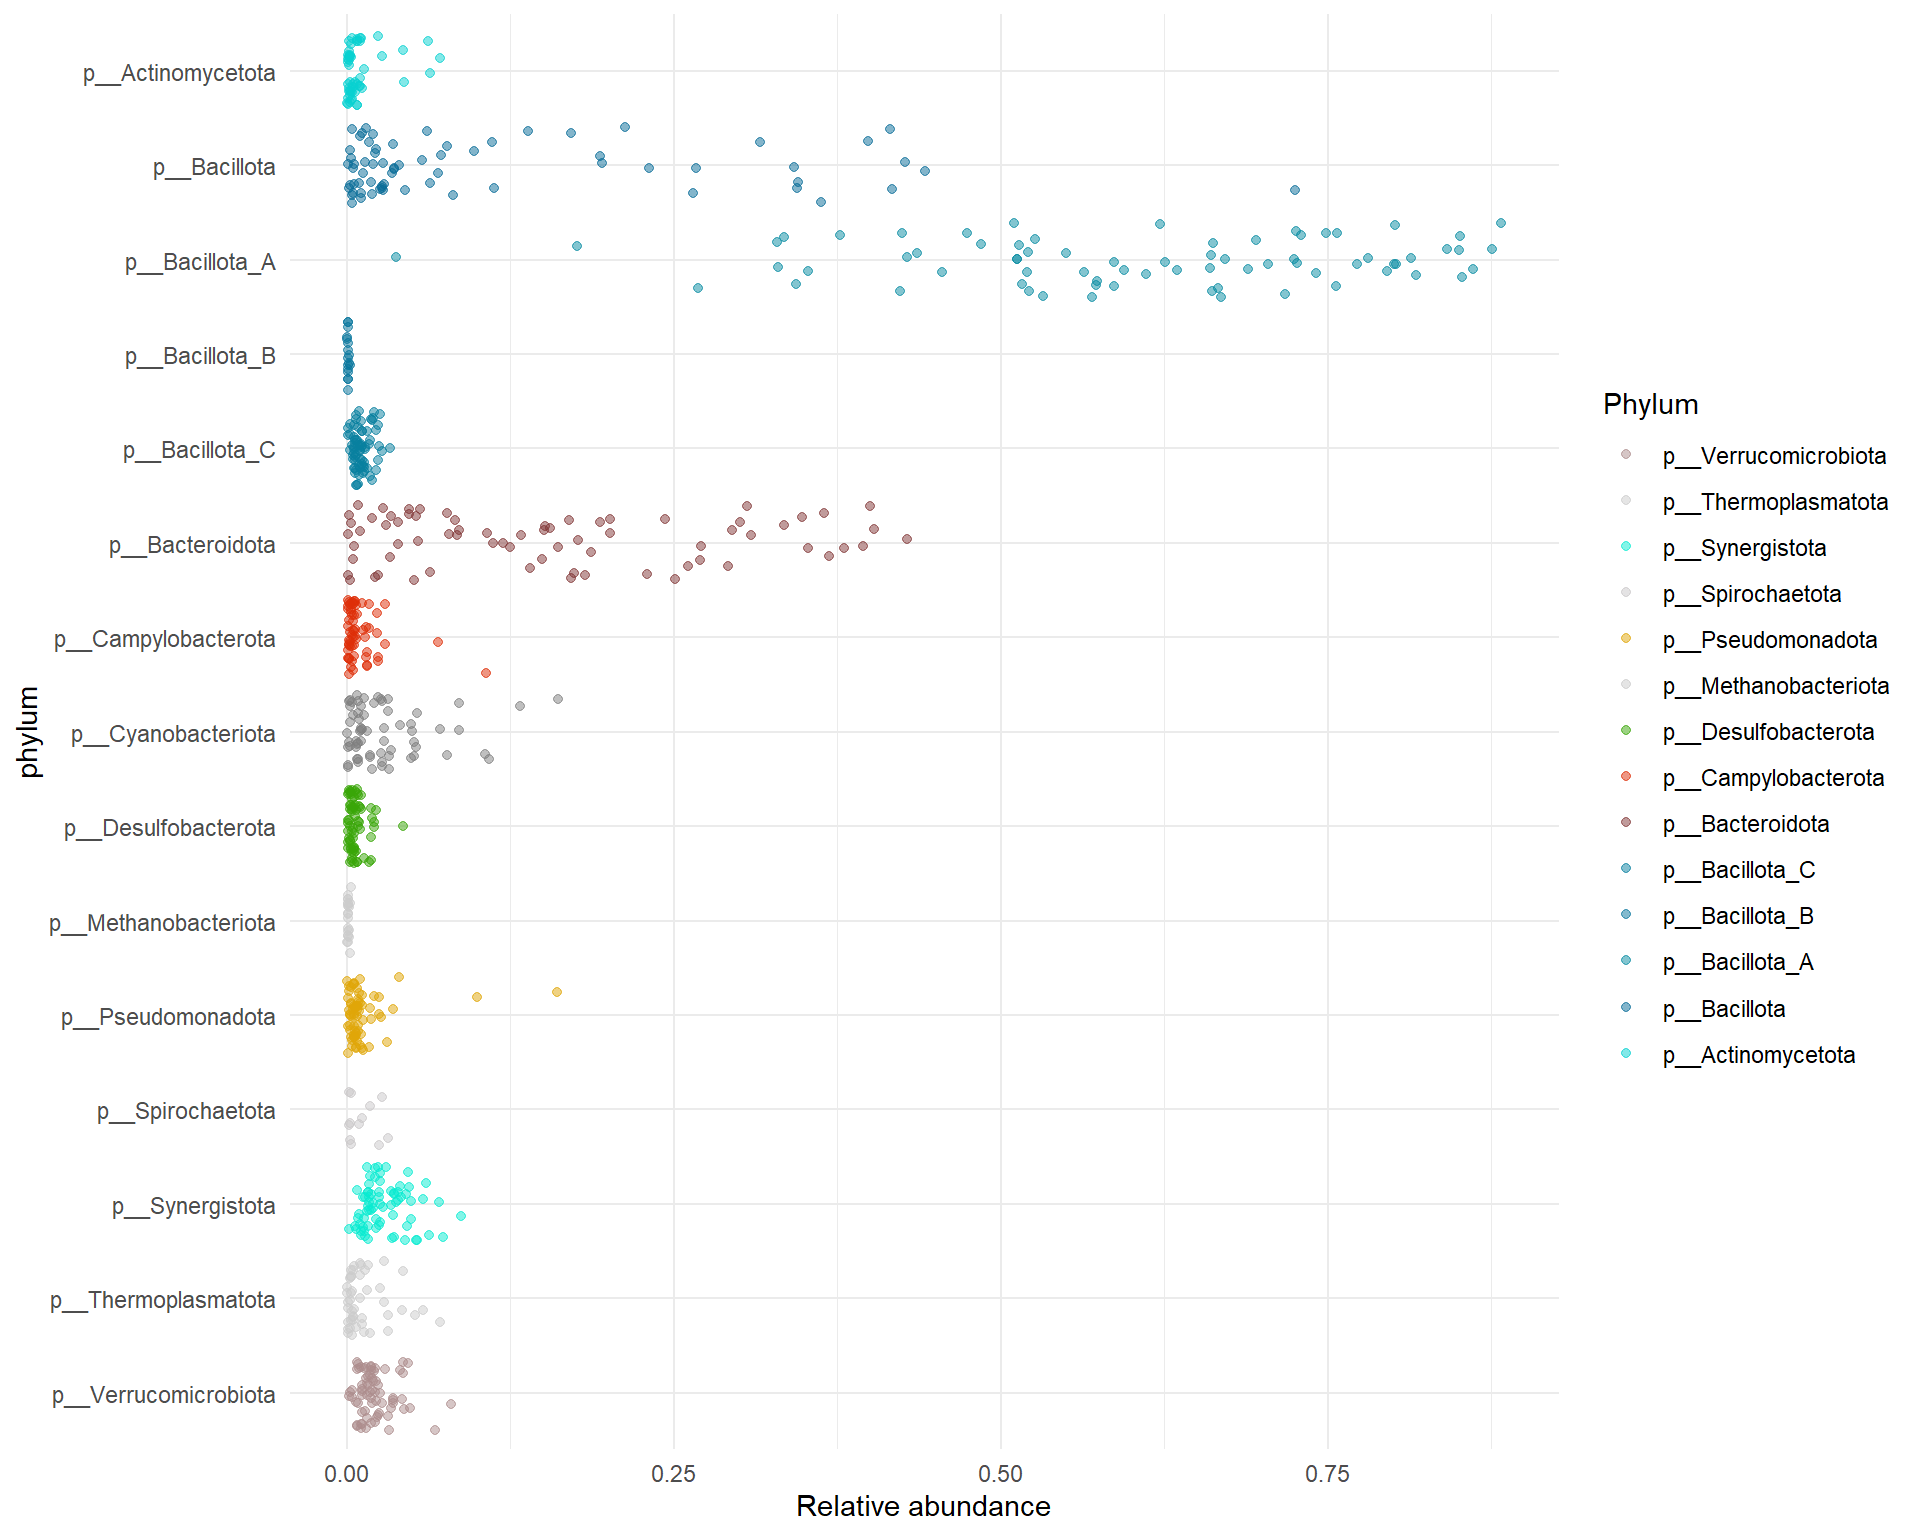 p__Actinomycetota
p__Bacillota
p__Bacillota_A
p__Bacillota_B
p__Bacillota_C
p__Bacteroidota
p__Campylobacterota
p__Cyanobacteriota
p__Desulfobacterota
p__Methanobacteriota
p__Pseudomonadota
p__Spirochaetota
p__Synergistota
p__Thermoplasmatota
p__Verrucomicrobiota
phylum
0.00
0.25
0.50
0.75
Relative abundance
Phylum
p__Verrucomicrobiota
p__Thermoplasmatota
p__Synergistota
p__Spirochaetota
p__Pseudomonadota
p__Methanobacteriota
p__Desulfobacterota
p__Campylobacterota
p__Bacteroidota
p__Bacillota_C
p__Bacillota_B
p__Bacillota_A
p__Bacillota
p__Actinomycetota